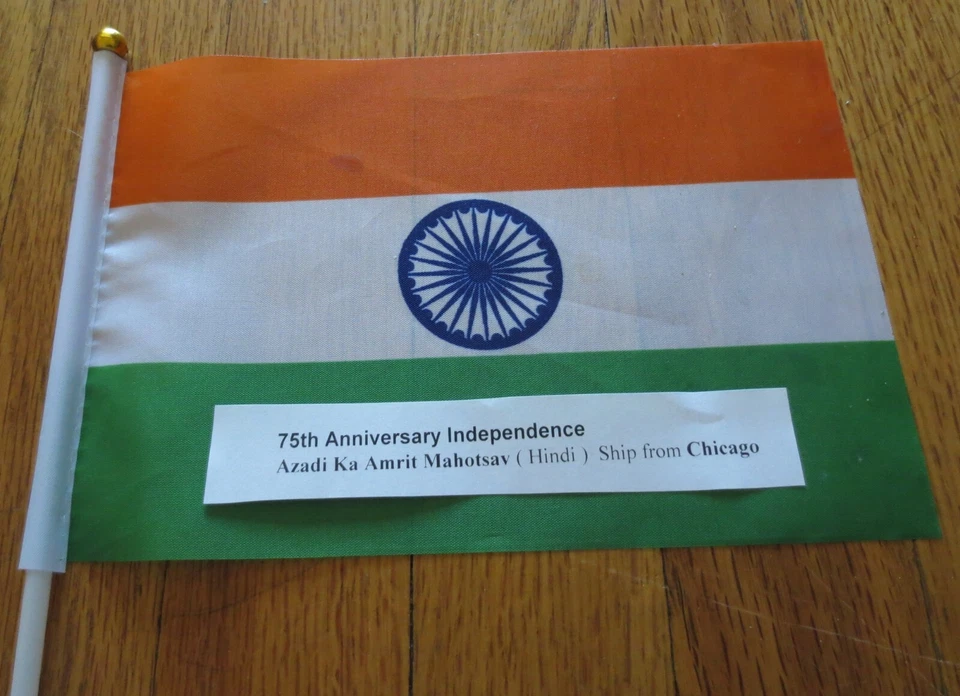 75th Anniversary Independence
Azadi Ka Amrit Mahotsav ( Hindi ) Ship from Chicago